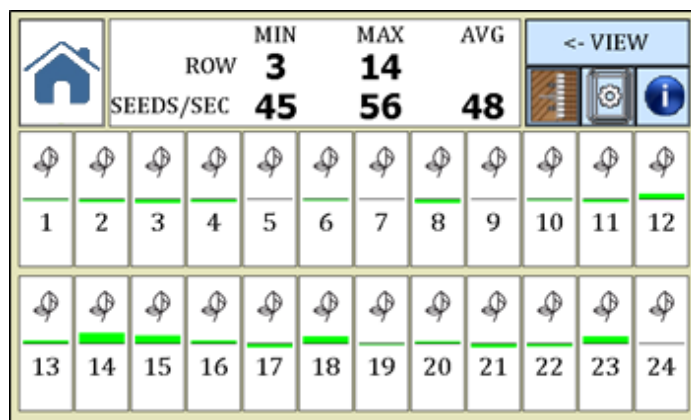 MIN MAX AVG <- VIEW
ROW 3 14
SEEDS/SEC 45 56 48
i
1 2 3 4 5 6 7 8 9 10 11 12
13 14 15 16 17 18 19 20 21 22 23 24